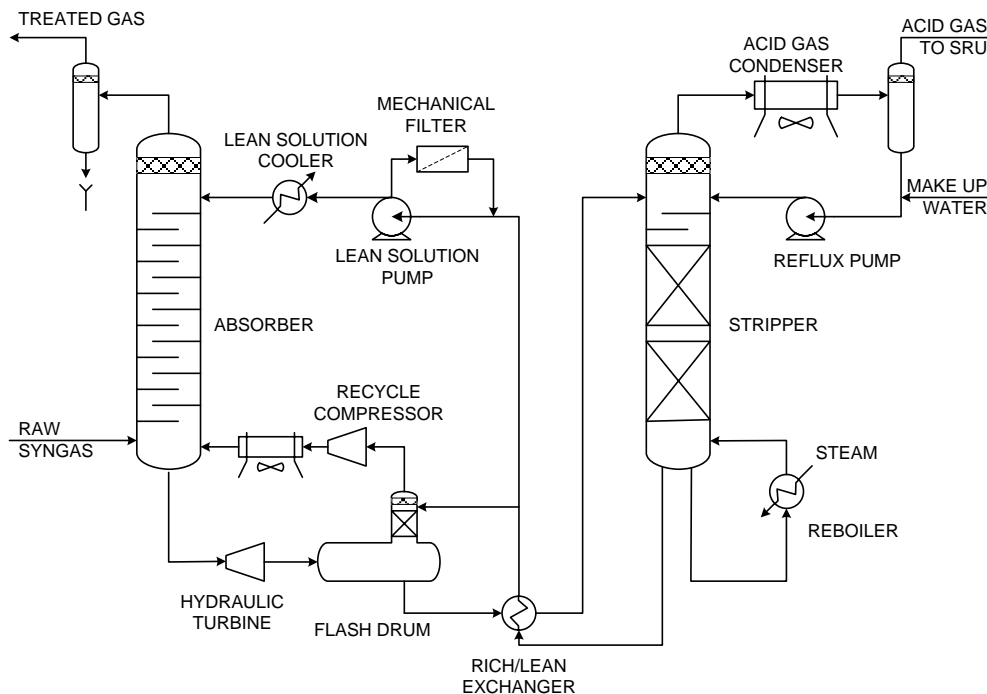 TREATED GAS
ACID GAS
TO SRU
ACID GAS
CONDENSER
MECHANICAL
FILTER
LEAN SOLUTION
COOLER
MAKE UP
WATER
LEAN SOLUTION
PUMP
REFLUX PUMP
ABSORBER
STRIPPER
RECYCLE
COMPRESSOR
RAW
SYNGAS
STEAM
REBOILER
HYDRAULIC
TURBINE
FLASH DRUM
RICH/LEAN
EXCHANGER